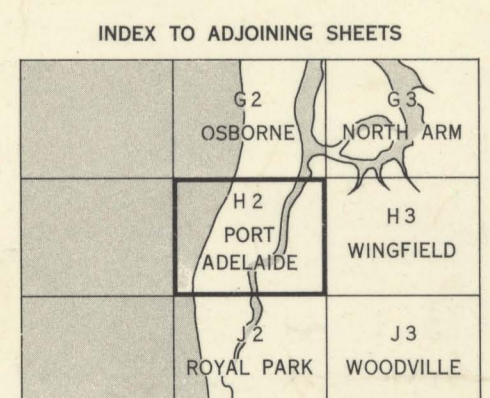 INDEX TO ADJOINING SHEETS
G 2
OSBORNE
G 3
NORTH ARM
H 2
PORT
ADELAIDE
H 3
WINGFIELD
J 2
ROYAL PARK
J 3
WOODVILLE